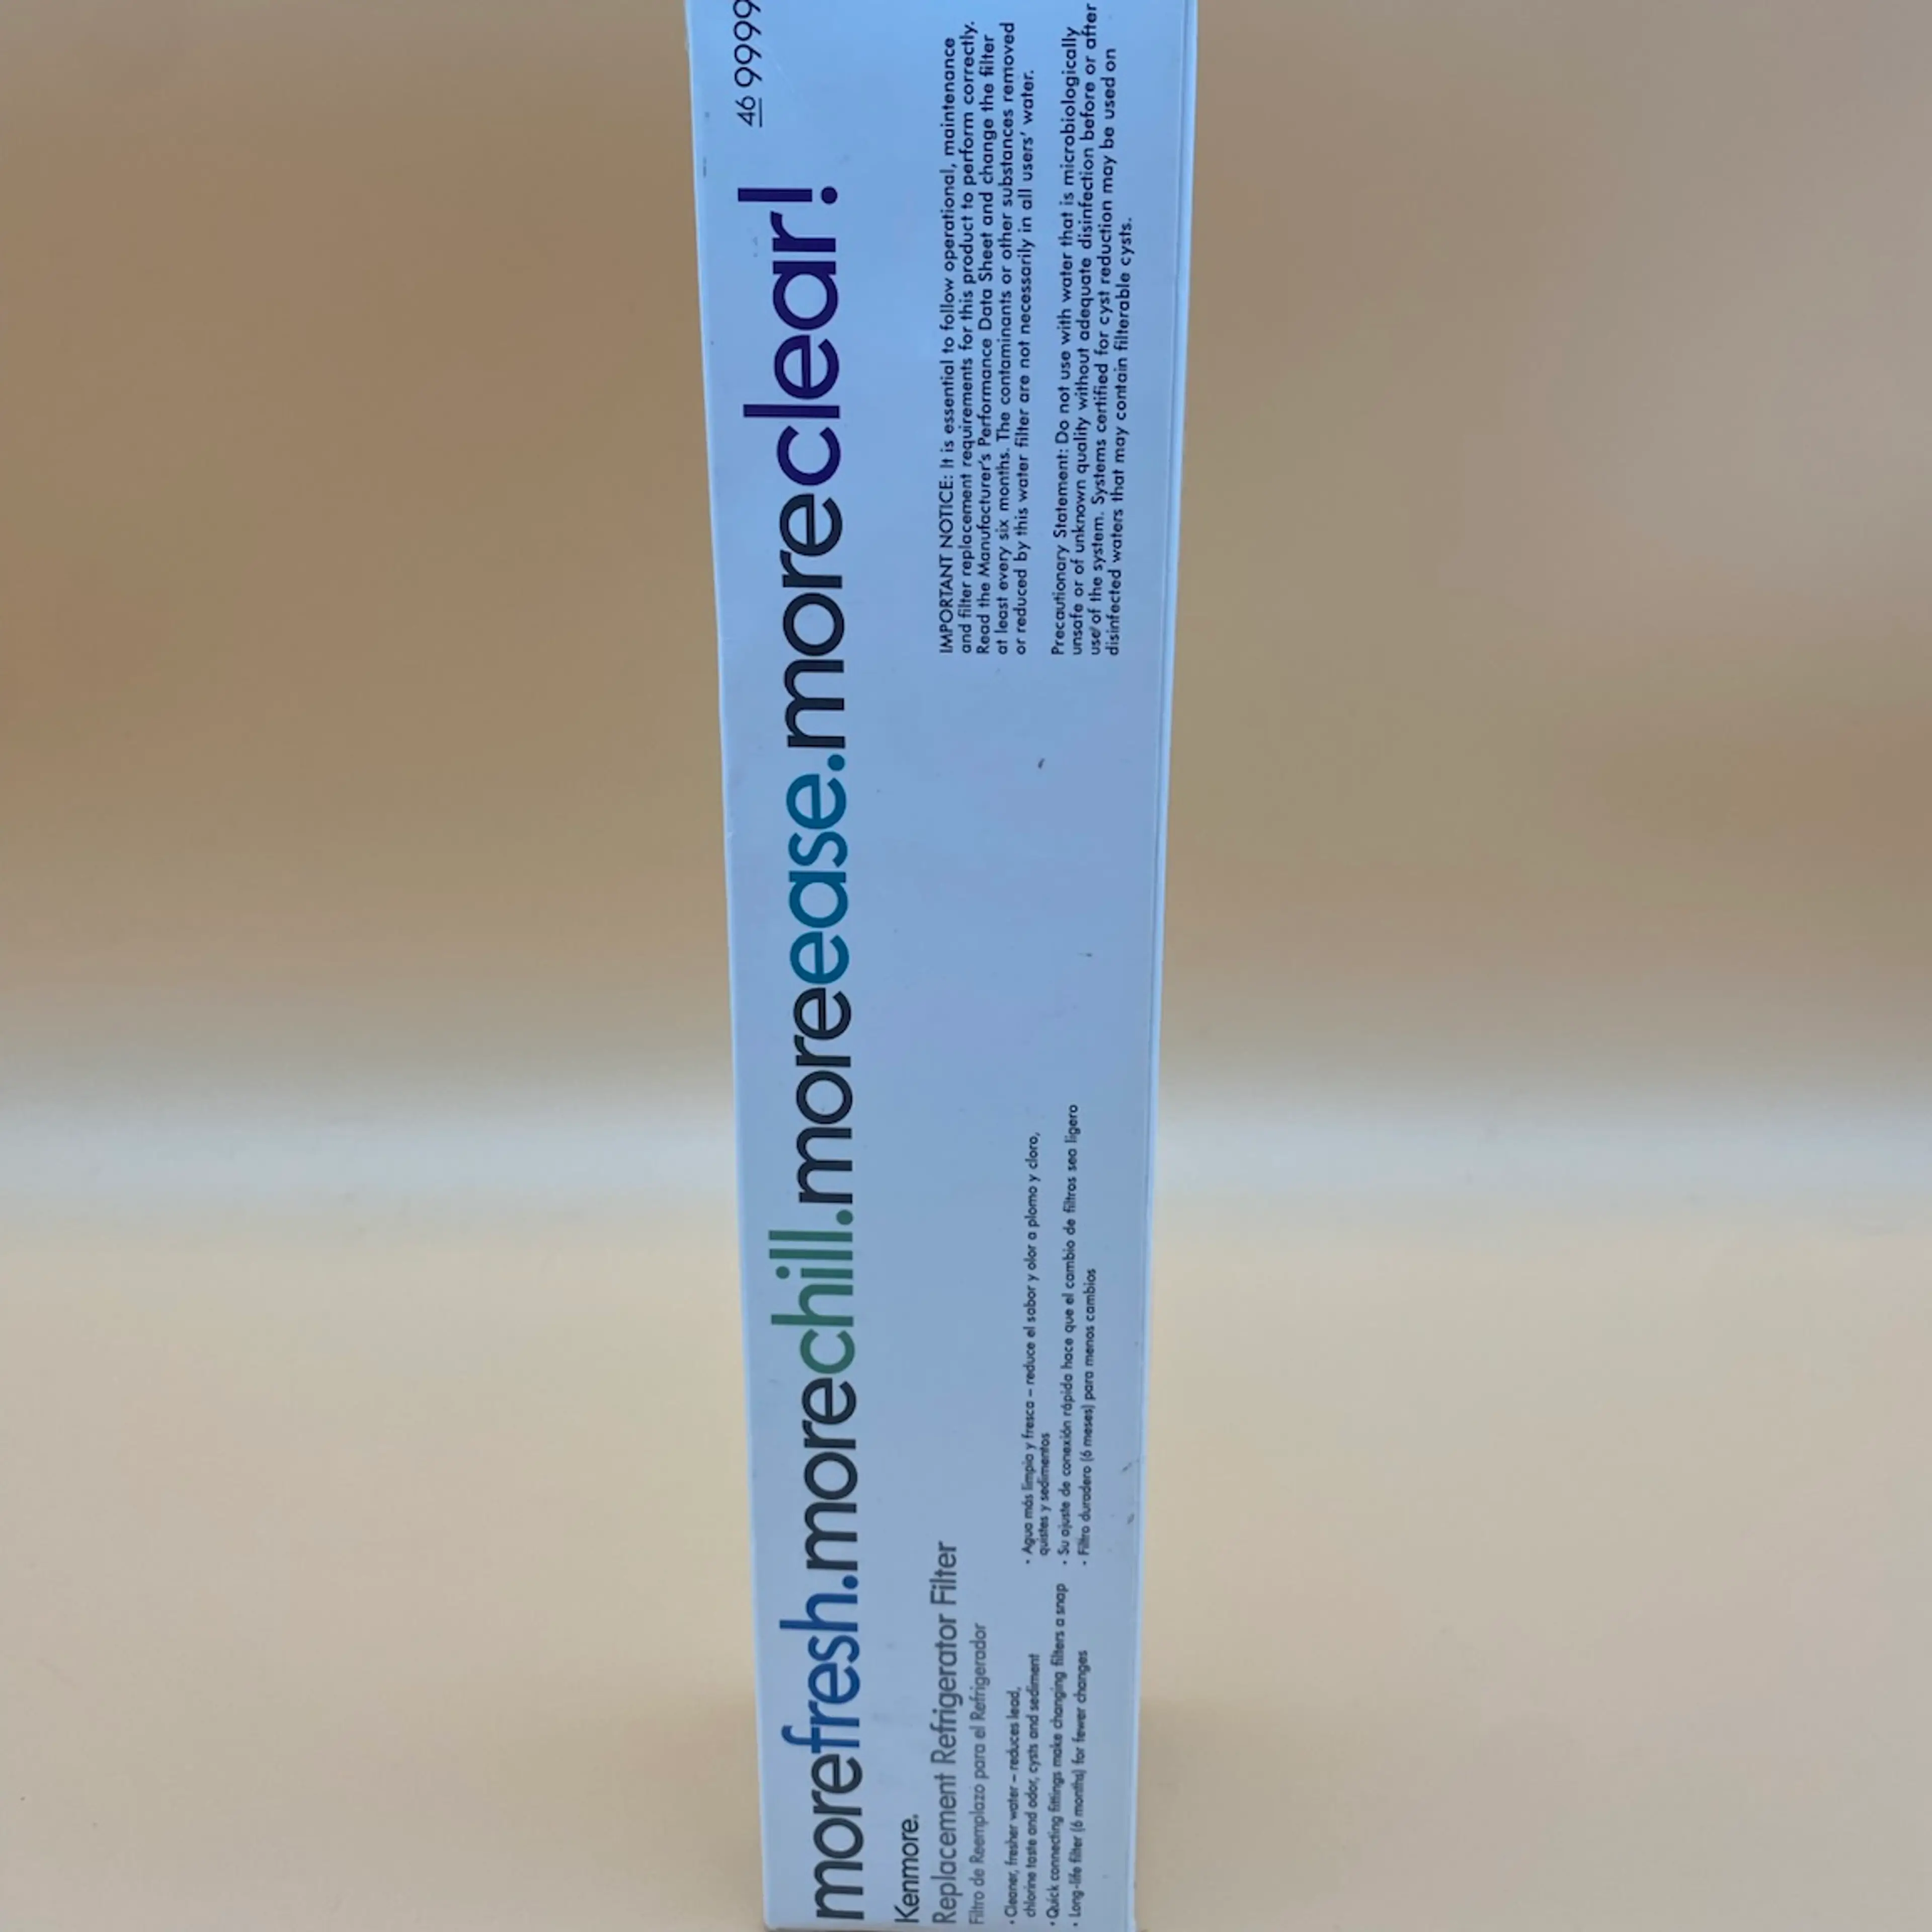 morefresh.morechill.moreease.moreclear!
46 9999
Kenmore.
Replacement Refrigerator Filter
Filtro de Reemplazo para el Refrigerador
• Cleaner, fresher water – reduces lead,
chlorine taste and odor, cysts and sediment
• Quick connecting fittings make changing filters a snap
• Long-life filter (6 months) for fewer changes
• Agua más limpia y fresca – reduce el sabor y olor a plomo y cloro,
quistes y sedimentos
• Su ajuste de conexión rápida hace que el cambio de filtros sea ligero
• Filtro duradero (6 meses) para menos cambios
IMPORTANT NOTICE: It is essential to follow operational, maintenance
and filter replacement requirements for this product to perform correctly.
Read the Manufacturer's Performance Data Sheet and change the filter
at least every six months. The contaminants or other substances removed
or reduced by this water filter are not necessarily in all users' water.
Precautionary Statement: Do not use with water that is microbiologically
unsafe or of unknown quality without adequate disinfection before or after
use of the system. Systems certified for cyst reduction may be used on
disinfected waters that may contain filterable cysts.